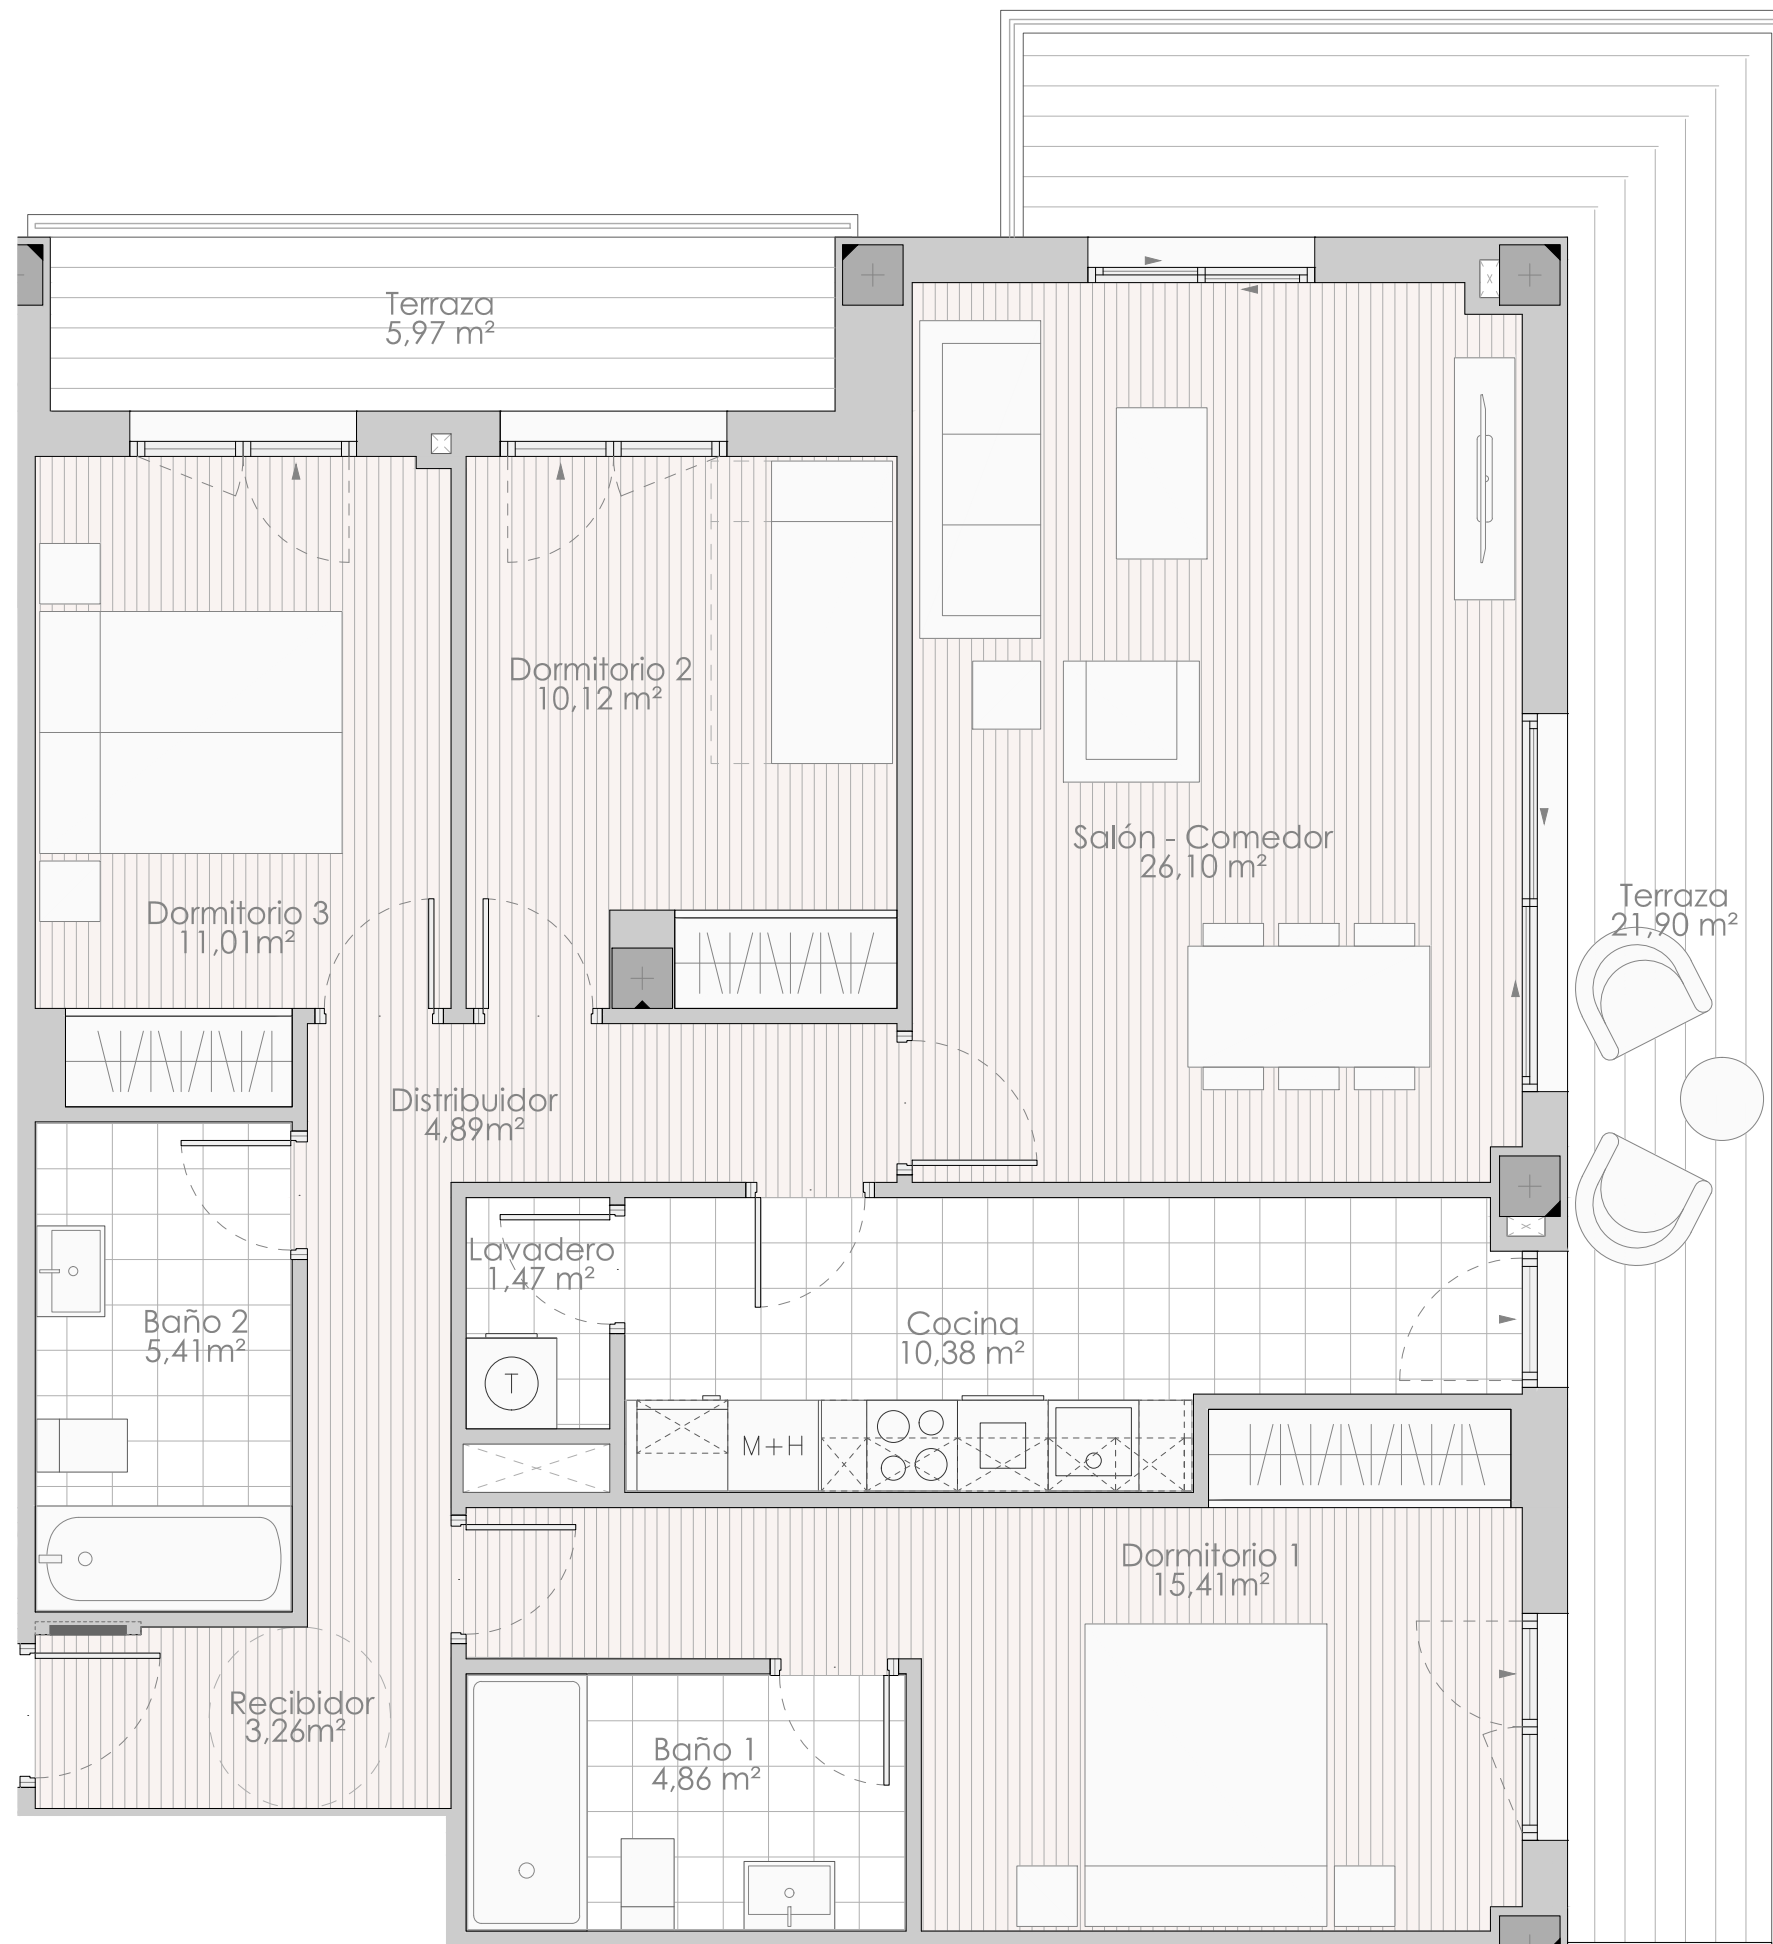 Terraza
5,97 m²
Dormitorio 2
10,12 m²
Salón - Comedor
26,10 m²
Terraza
21,90 m²
Dormitorio 3
11,01m²
Distribuidor
4,89m²
Lavadero
1,47 m²
Baño 2
5,41m²
Cocina
10,38 m²
T
M+H
Dormitorio 1
15,41m²
Recibidor
3,26m²
Baño 1
4,86 m²